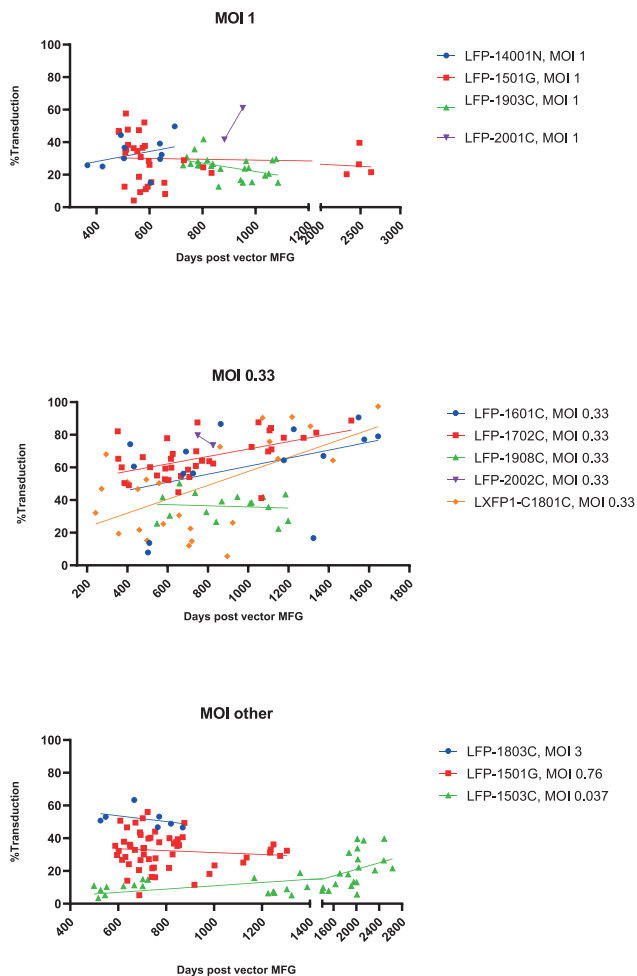 MOI 1
100
80
60
40
20
0
%Transduction
400
600
800
1000
1200
2000
2500
3000
Days post vector MFG
LFP-14001N, MOI 1
LFP-1501G, MOI 1
LFP-1903C, MOI 1
LFP-2001C, MOI 1
MOI 0.33
100
80
60
40
20
0
%Transduction
200
400
600
800
1000
1200
1400
1600
1800
Days post vector MFG
LFP-1601C, MOI 0.33
LFP-1702C, MOI 0.33
LFP-1908C, MOI 0.33
LFP-2002C, MOI 0.33
LXFP1-C1801C, MOI 0.33
MOI other
100
80
60
40
20
0
%Transduction
400
600
800
1000
1200
1400
1600
2000
2400
2800
Days post vector MFG
LFP-1803C, MOI 3
LFP-1501G, MOI 0.76
LFP-1503C, MOI 0.037